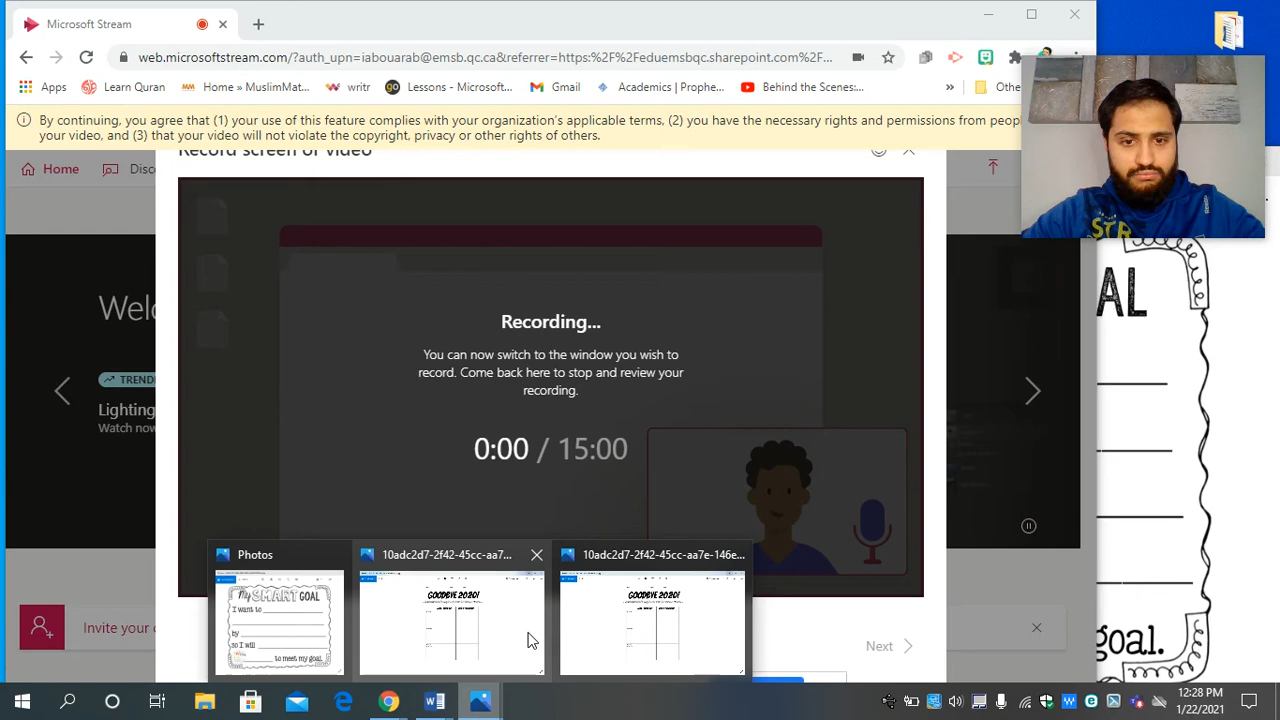 Microsoft Stream
web.microsoftstream.com/?auth_upn=iabouarab@emsb.qc.ca&referrer=https:%2F%2Feduemsbqc.sharepoint.com%2F...
Apps
Learn Quran
Home » MuslimMat...
writr
Lessons - Microsoft...
Gmail
Academics | Prophe...
Behind the Scenes:...
»
Othe
By continuing, you agree that (1) your use of this feature complies with your organization's applicable terms, (2) you have the necessary rights and permissions from peop
your video, and (3) that your video will not violate the copyright, privacy or other rights of others.
Record screen or video
Home
Disco
STR
Welc
AL
TREND
Lighting
Watch now
Recording...
You can now switch to the window you wish to
record. Come back here to stop and review your
recording.
0:00 / 15:00
Photos
10adc2d7-2f42-45cc-aa7...
10adc2d7-2f42-45cc-aa7e-146e...
My SMART GOAL
I want to
by
so I will
to meet my goal.
GOODBYE 2020!
GOODBYE 2020!
Invite your c
Next
goal.
12:28 PM
1/22/2021